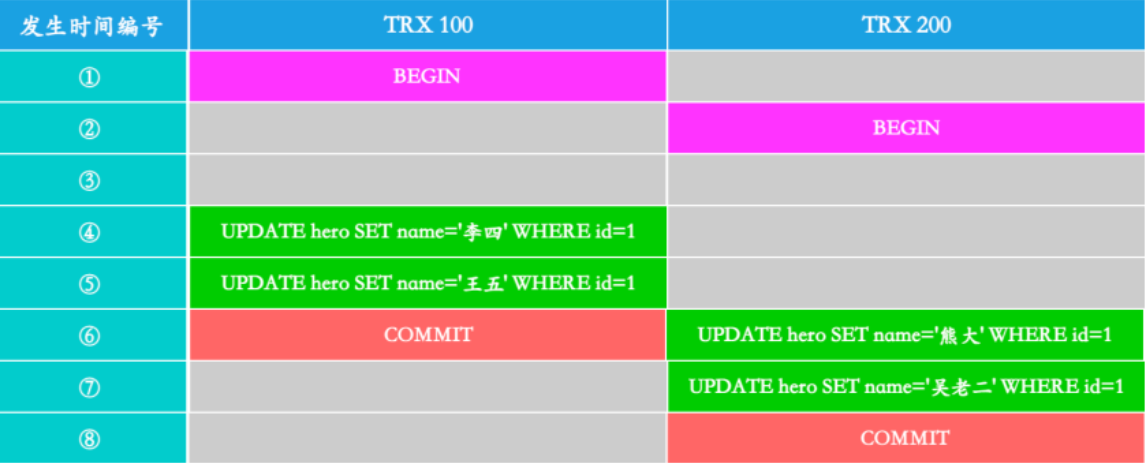 发生时间编号 TRX 100 TRX 200
① BEGIN
② BEGIN
③
④ UPDATE hero SET name='李四' WHERE id=1
⑤ UPDATE hero SET name='王五' WHERE id=1
⑥ COMMIT UPDATE hero SET name='熊大' WHERE id=1
⑦ UPDATE hero SET name='吴老二' WHERE id=1
⑧ COMMIT